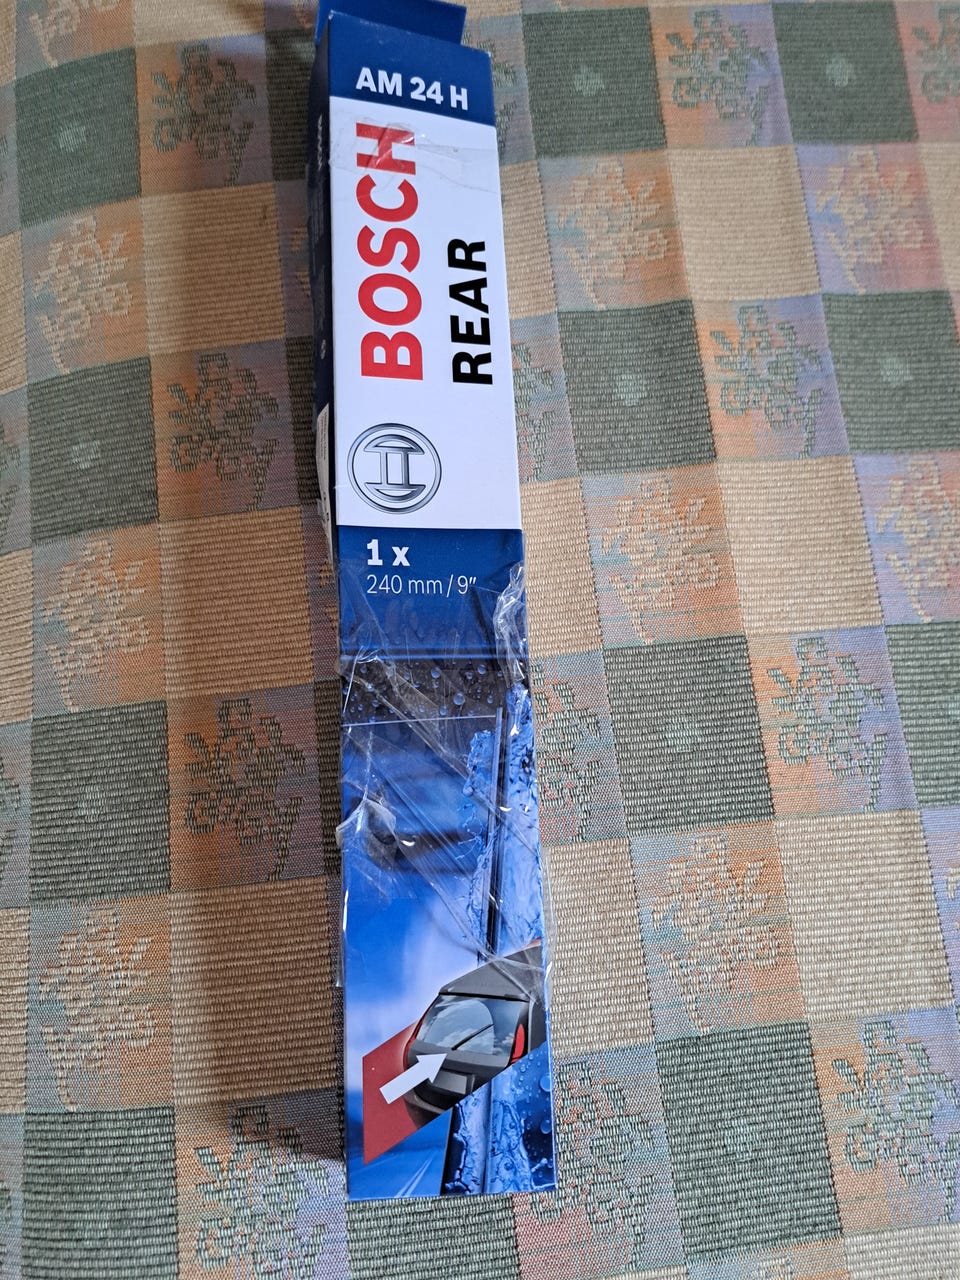 AM 24 H
BOSCH
REAR
1 x
240 mm / 9"